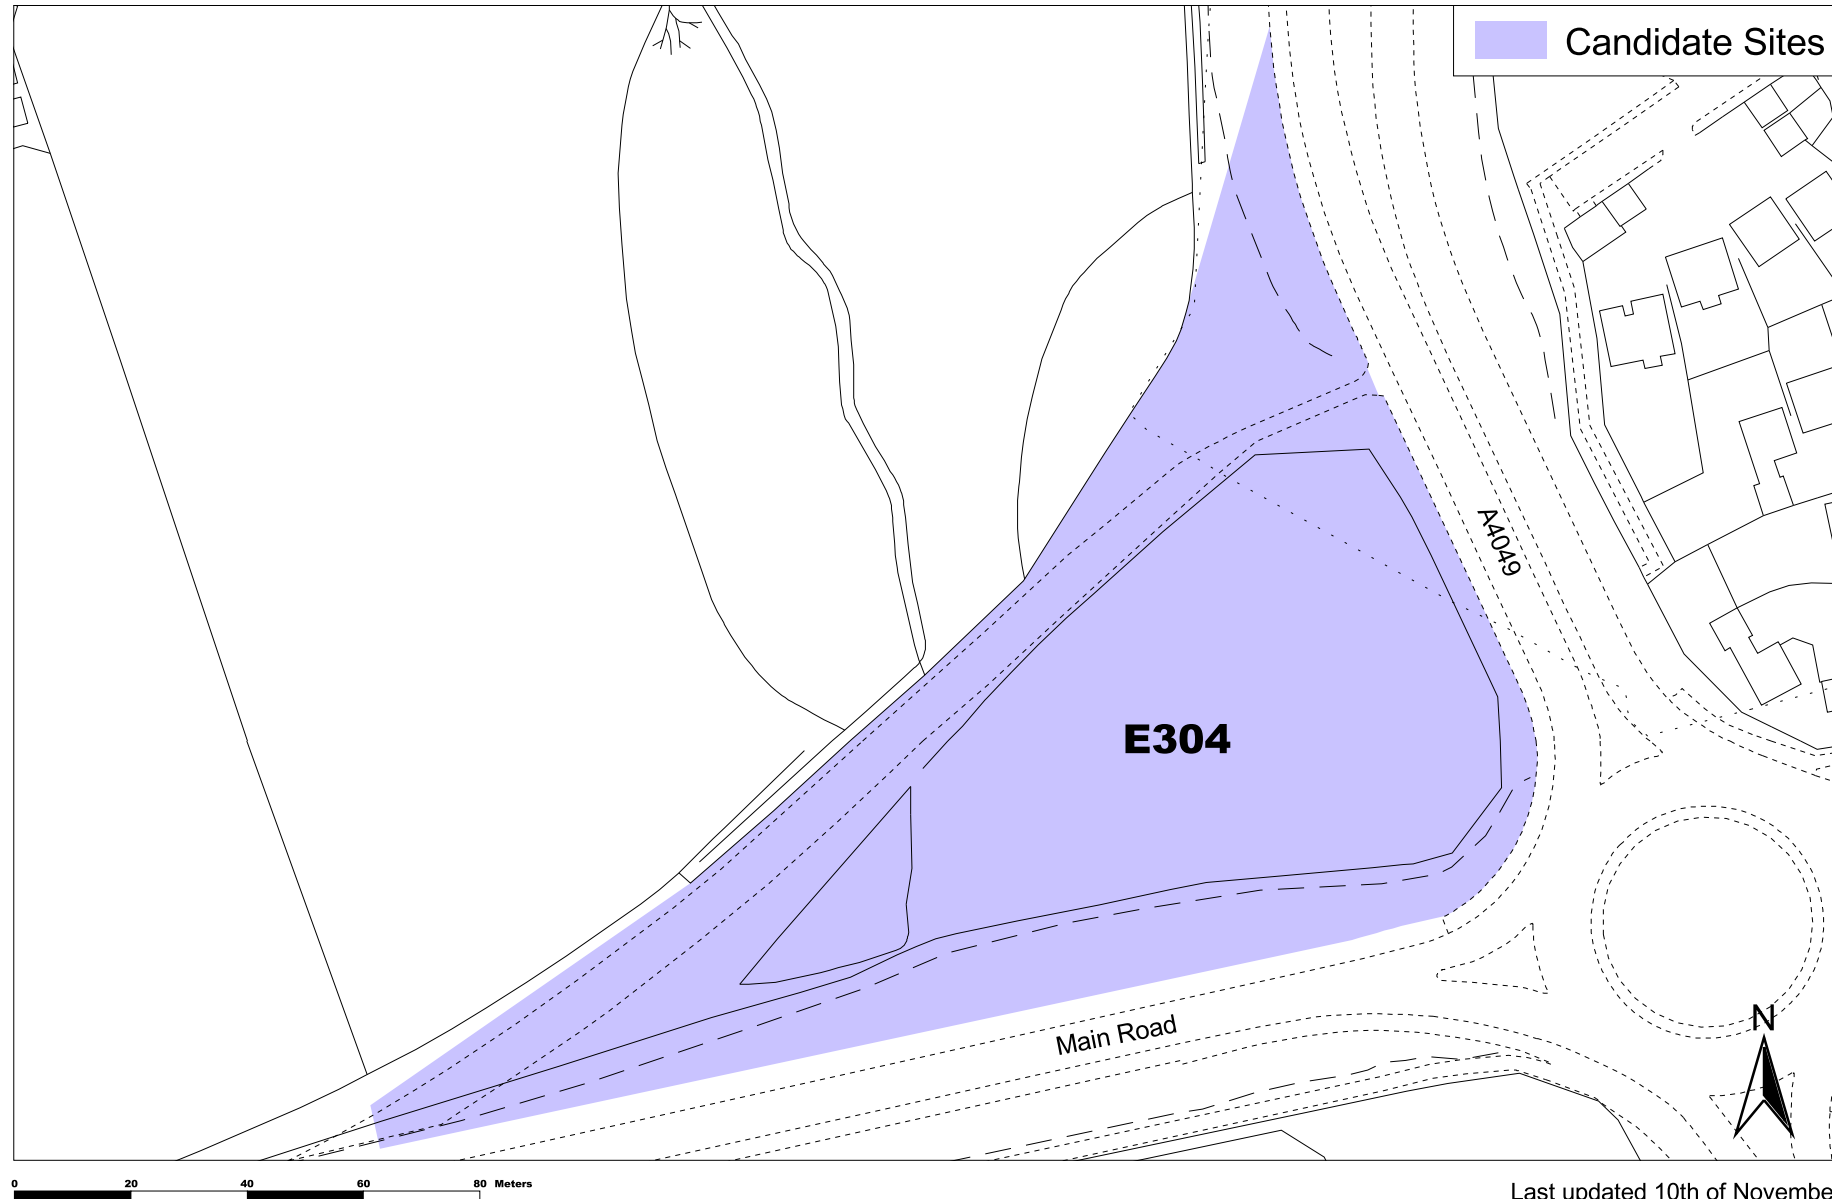 Candidate Sites
A4049
E304
Main Road
N
0 20 40 60 80 Meters
Last updated 10th of Novembe